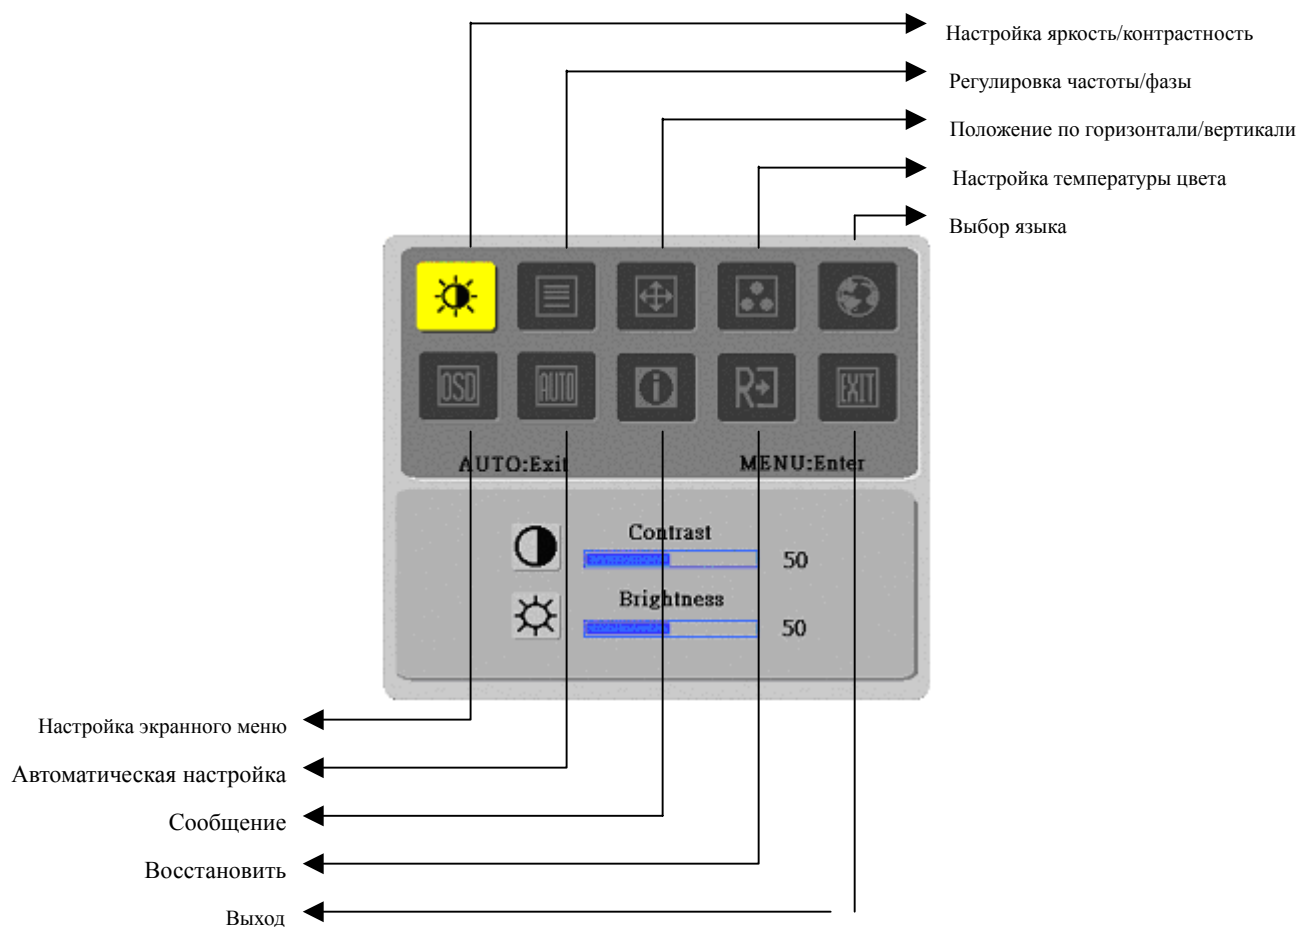 Настройка яркость/контрастность
Регулировка частоты/фазы
Положение по горизонтали/вертикали
Настройка температуры цвета
Выбор языка
OSD
AUTO
i
R
EXIT
AUTO:Exit
MENU:Enter
Contrast
50
Brightness
50
Настройка экранного меню
Автоматическая настройка
Сообщение
Восстановить
Выход